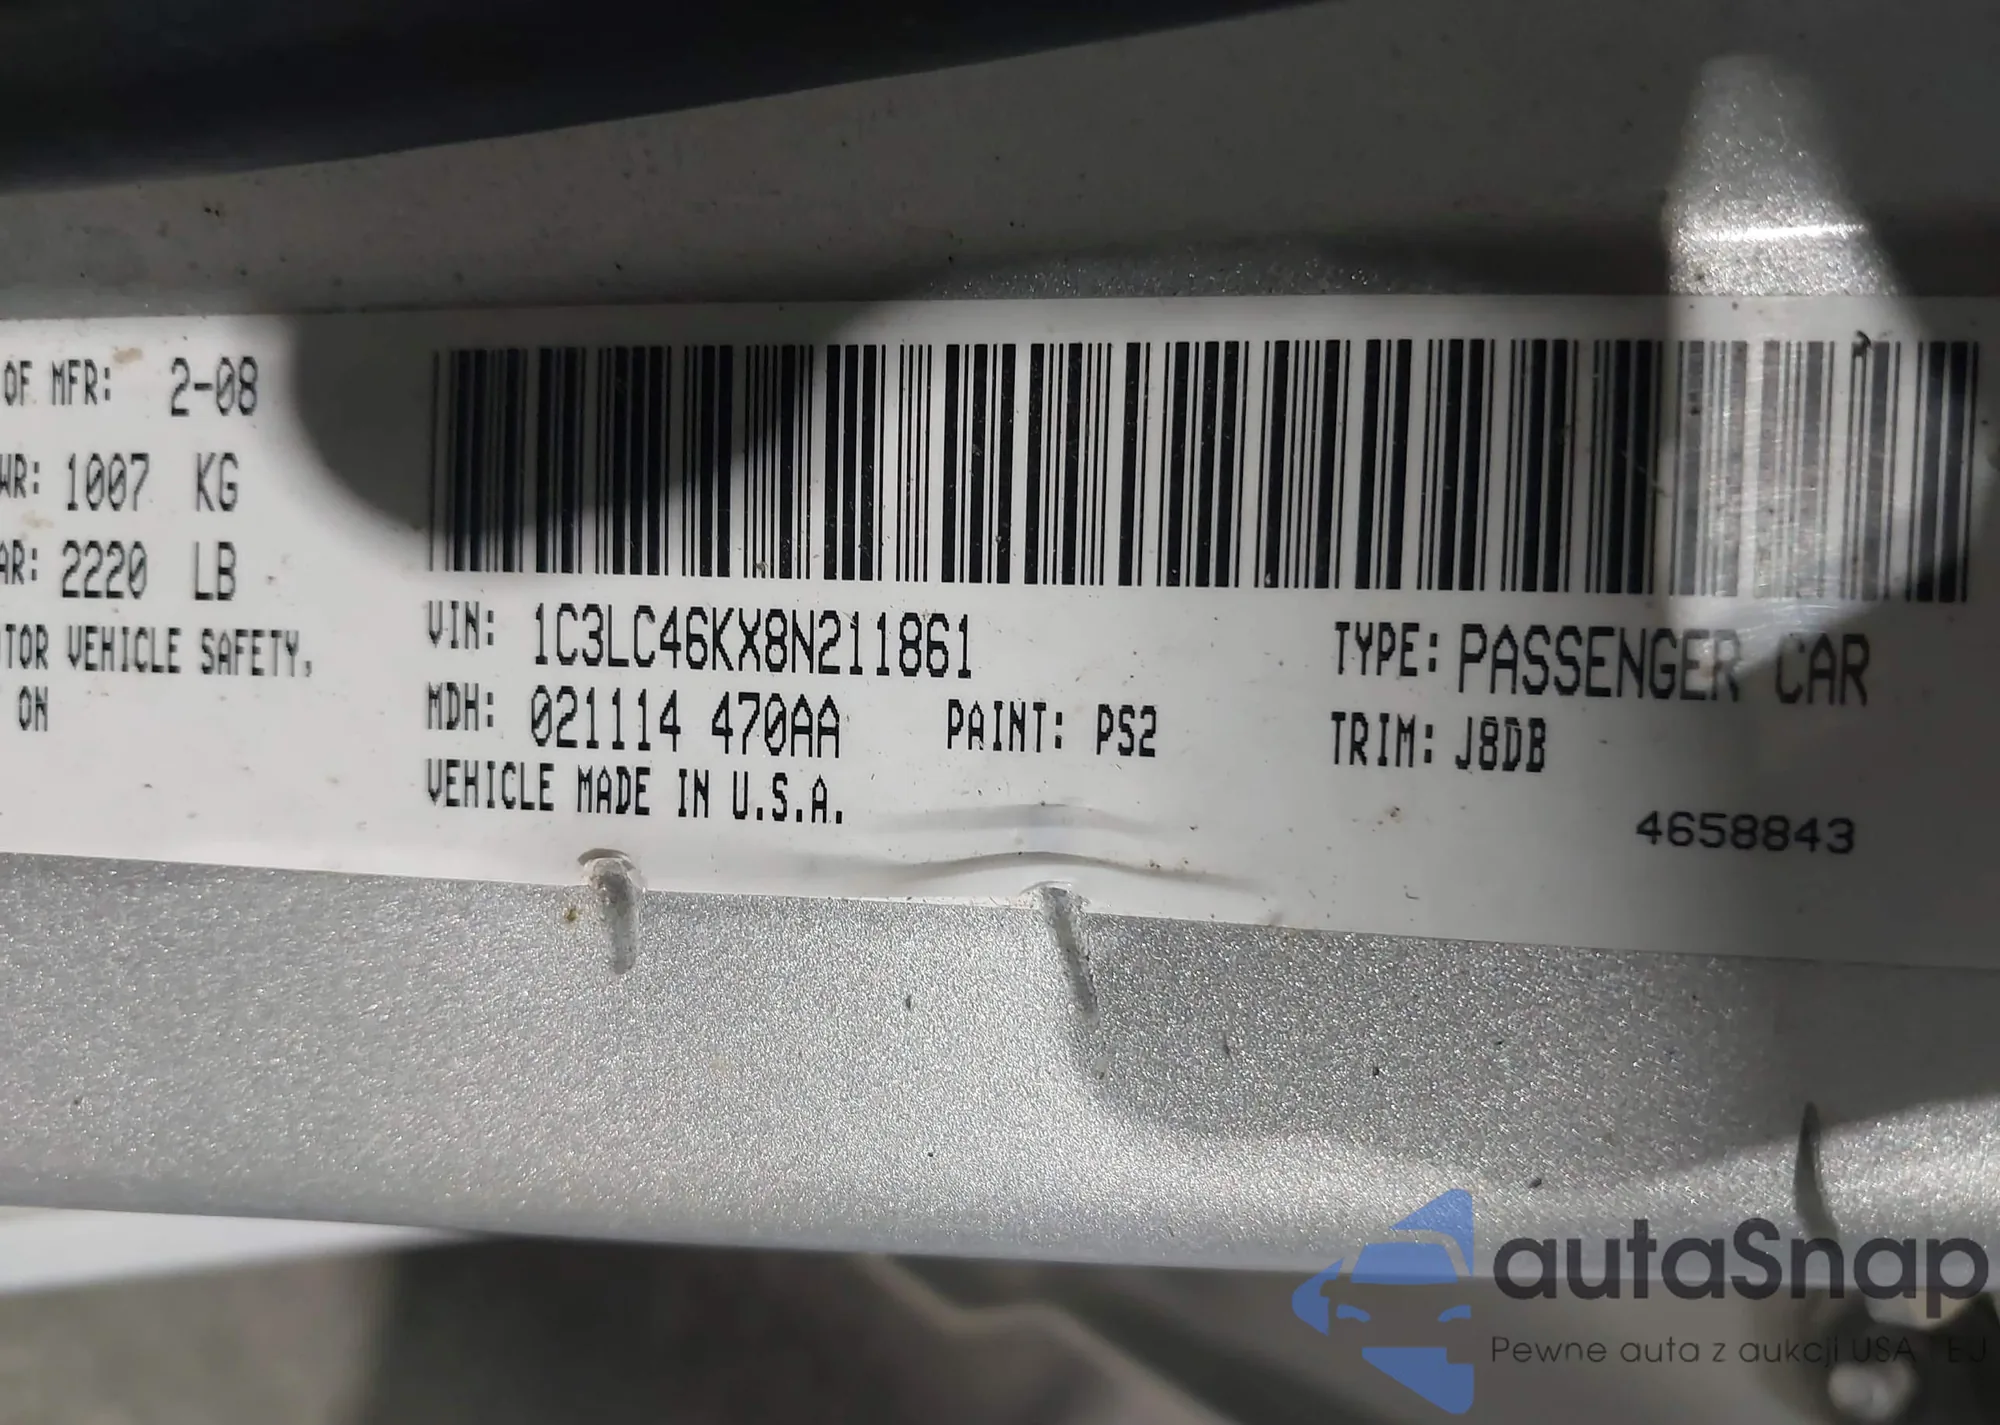 OF MFR: 2-08
WR: 1007 KG
AR: 2220 LB
TOR VEHICLE SAFETY,
ON
VIN: 1C3LC46KX8N211861
TYPE: PASSENGER CAR
MDH: 021114 470AA
PAINT: PS2
TRIM: J8DB
VEHICLE MADE IN U.S.A.
4658843
autaSnap
Pewne auta z aukcji USA EU